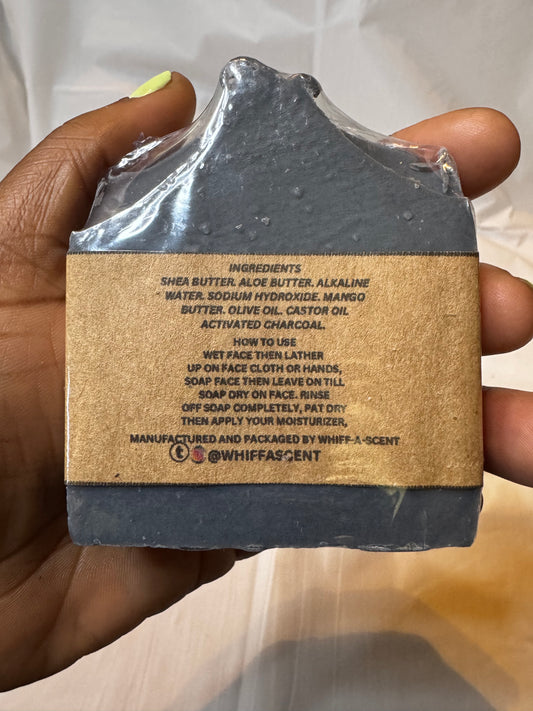 INGREDIENTS
SHEA BUTTER. ALOE BUTTER. ALKALINE
WATER. SODIUM HYDROXIDE. MANGO
BUTTER. OLIVE OIL. CASTOR OIL
ACTIVATED CHARCOAL.
HOW TO USE
WET FACE THEN LATHER
UP ON FACE CLOTH OR HANDS,
SOAP FACE THEN LEAVE ON TILL
SOAP DRY ON FACE. RINSE
OFF SOAP COMPLETELY, PAT DRY
THEN APPLY YOUR MOISTURIZER,
MANUFACTURED AND PACKAGED BY WHIFF-A-SCENT
@WHIFFASCENT